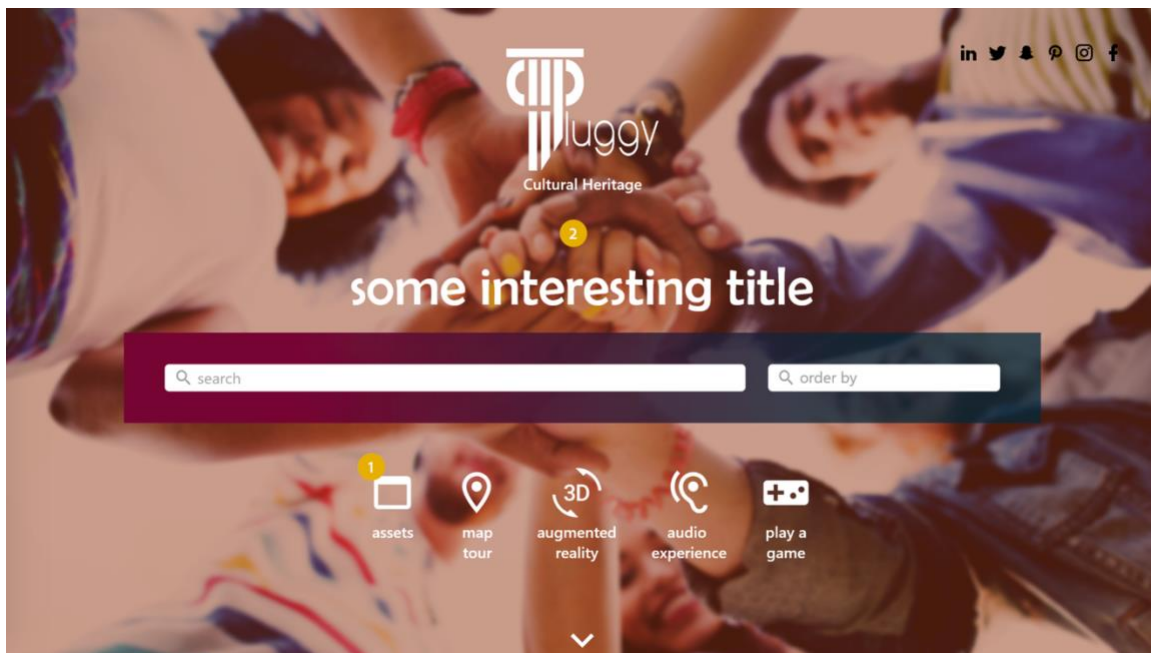 Pluggy
Cultural Heritage
2
some interesting title
search
order by
1
assets
map
tour
3D
augmented
reality
audio
experience
play a
game